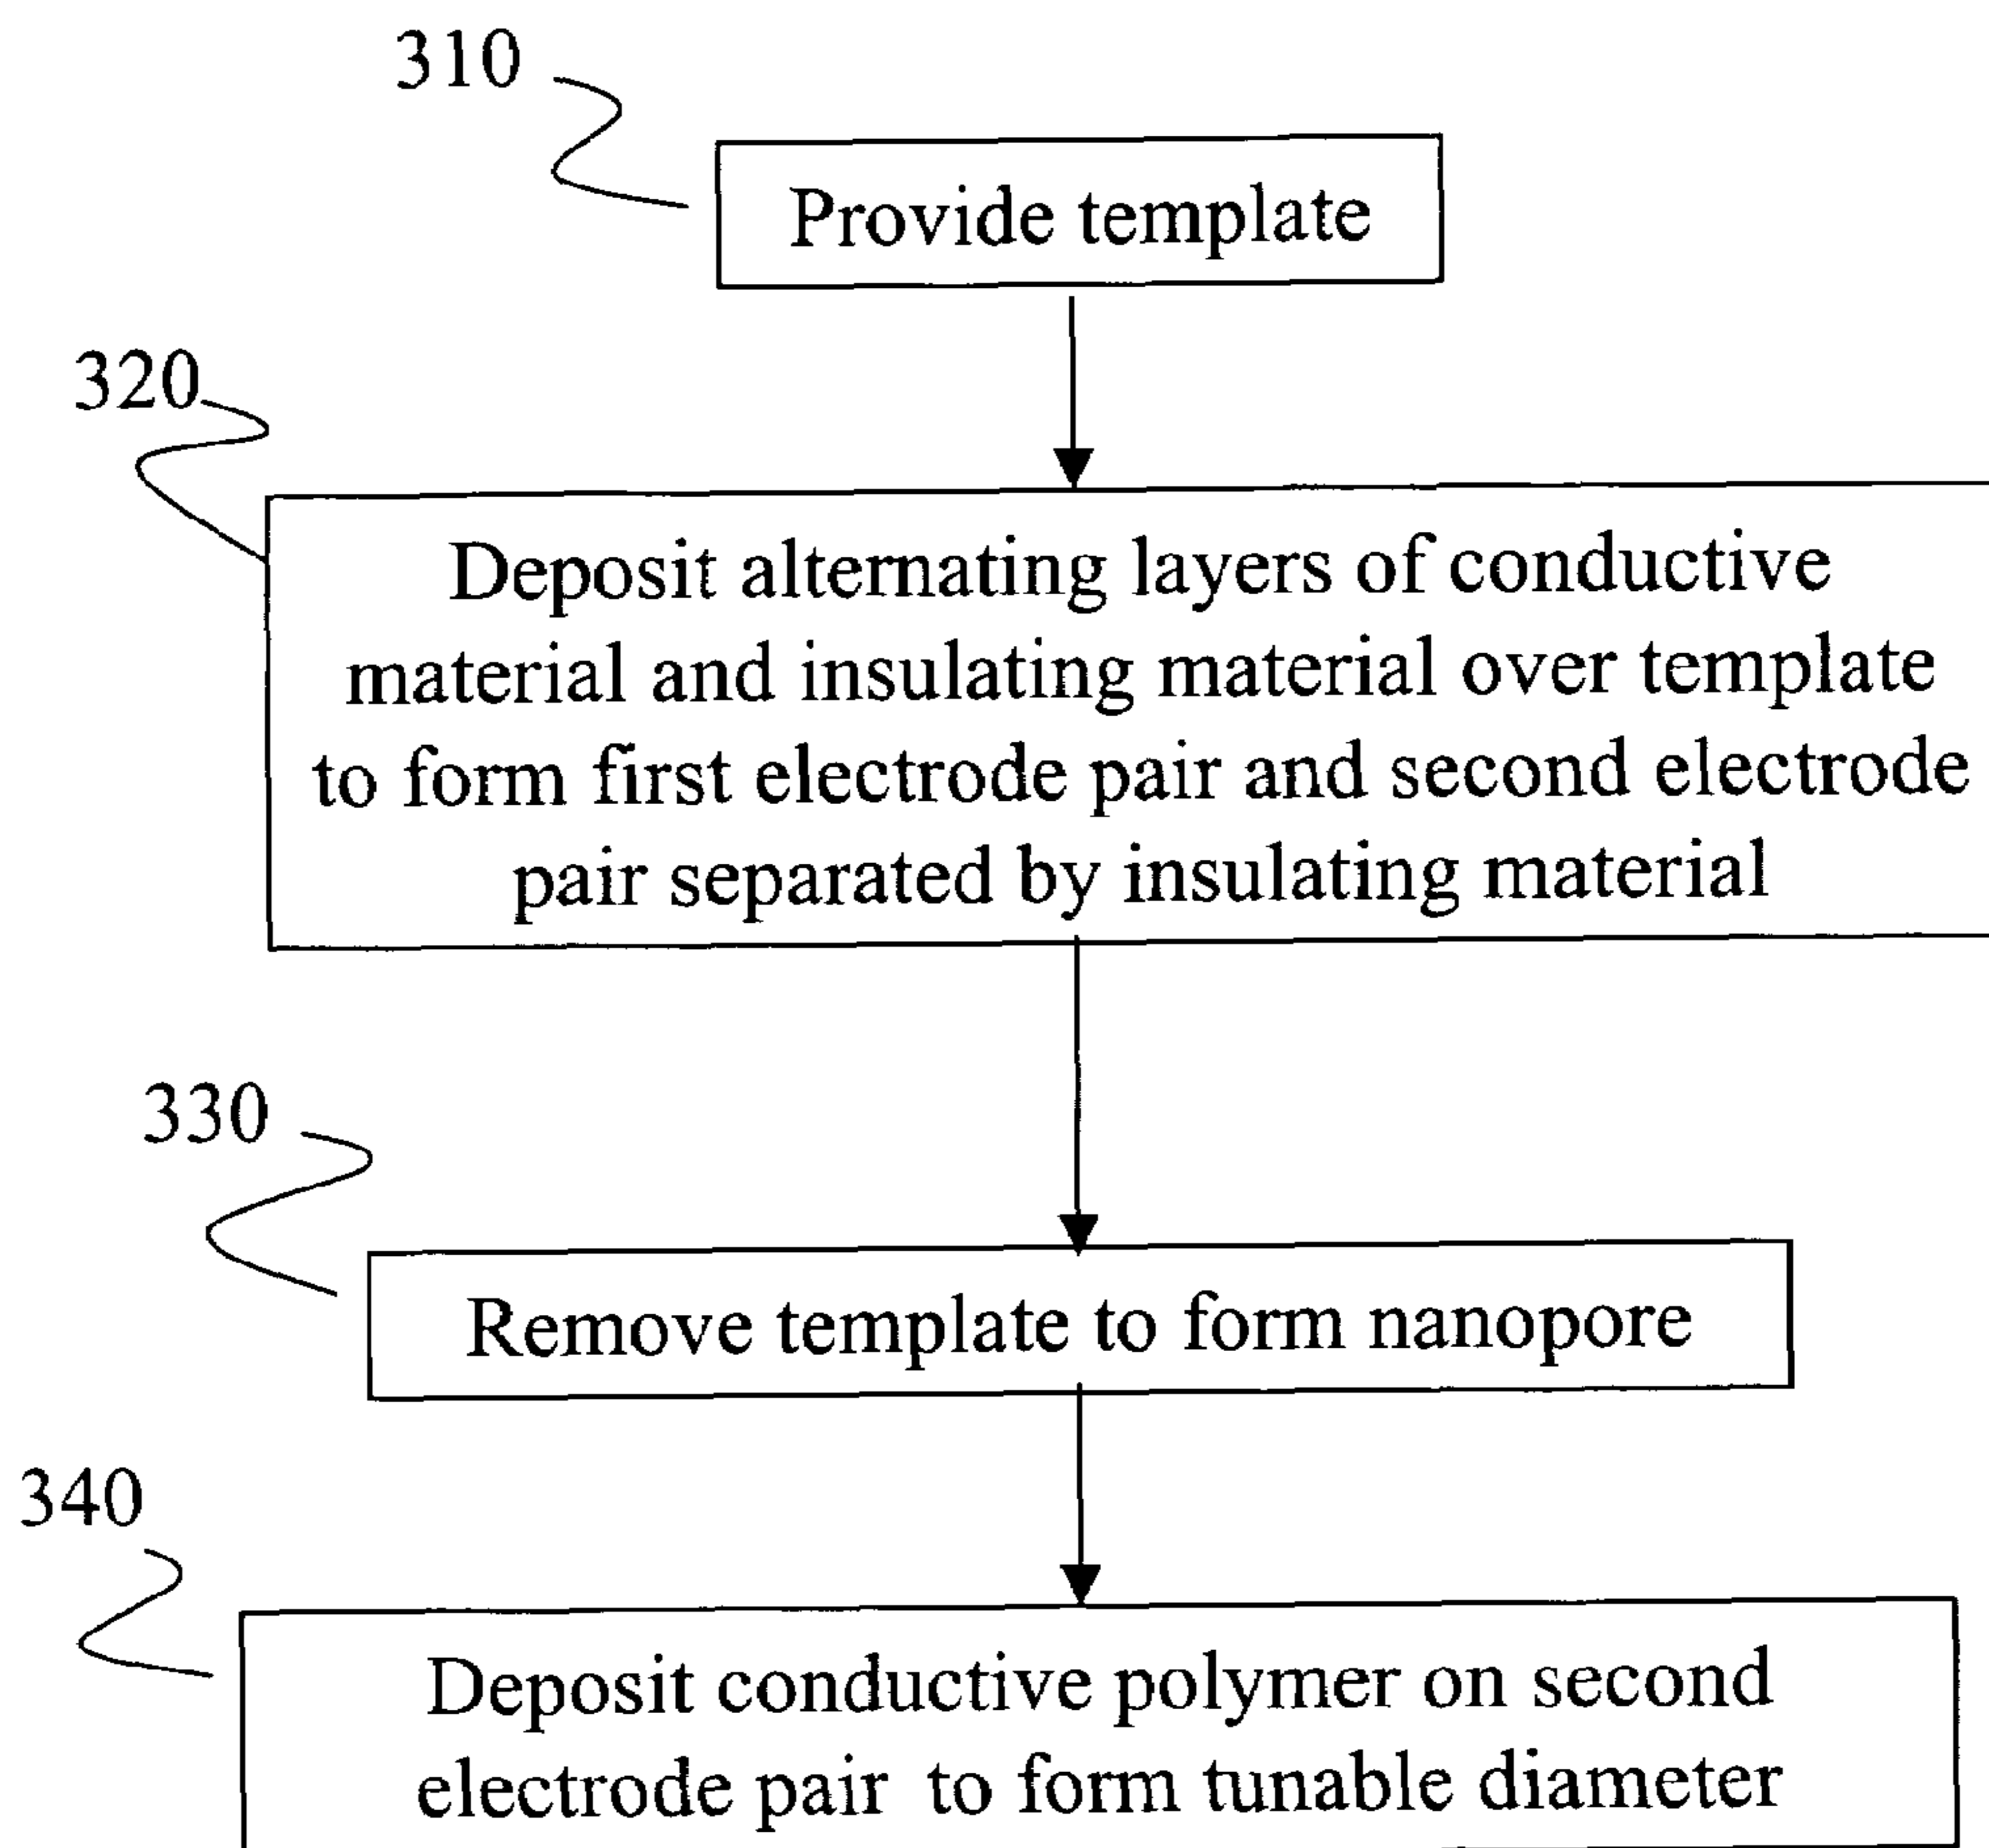 310
Provide template
320
Deposit alternating layers of conductive
material and insulating material over template
to form first electrode pair and second electrode
pair separated by insulating material
330
Remove template to form nanopore
340
Deposit conductive polymer on second
electrode pair to form tunable diameter